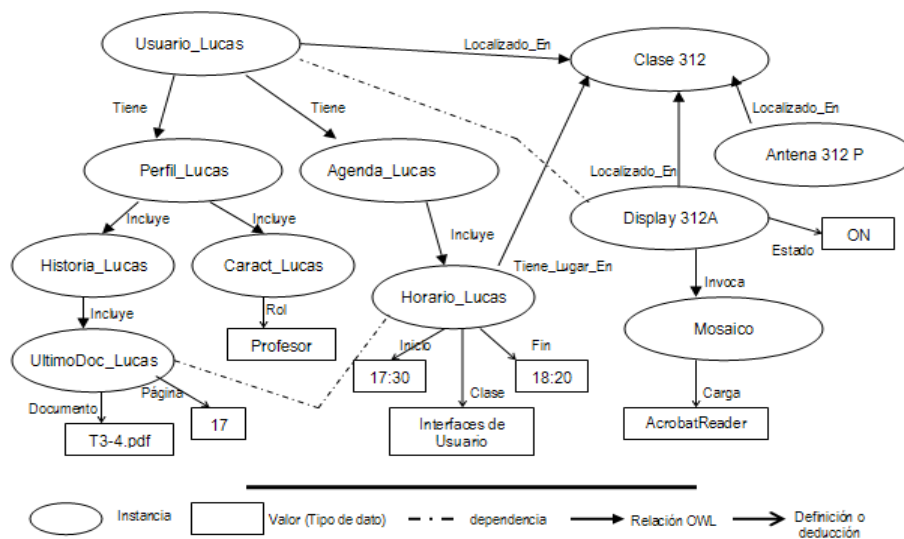 Usuario_Lucas
Localizado_En
Clase 312
Tiene
Tiene
Localizado_En
Perfil_Lucas
Agenda_Lucas
Antena 312 P
Localizado_En
Incluye
Incluye
Incluye
Display 312A
ON
Estado
Historia_Lucas
Caract_Lucas
Tiene_Lugar_En
Horario_Lucas
Invoca
Incluye
Rol
Mosaico
Profesor
Inicio
Fin
UltimoDoc_Lucas
17:30
18:20
Página
Clase
Carga
Documento
17
T3-4.pdf
Interfaces de
Usuario
AcrobatReader
Instancia
Valor (Tipo de dato)
dependencia
Relación OWL
Definición o
deducción